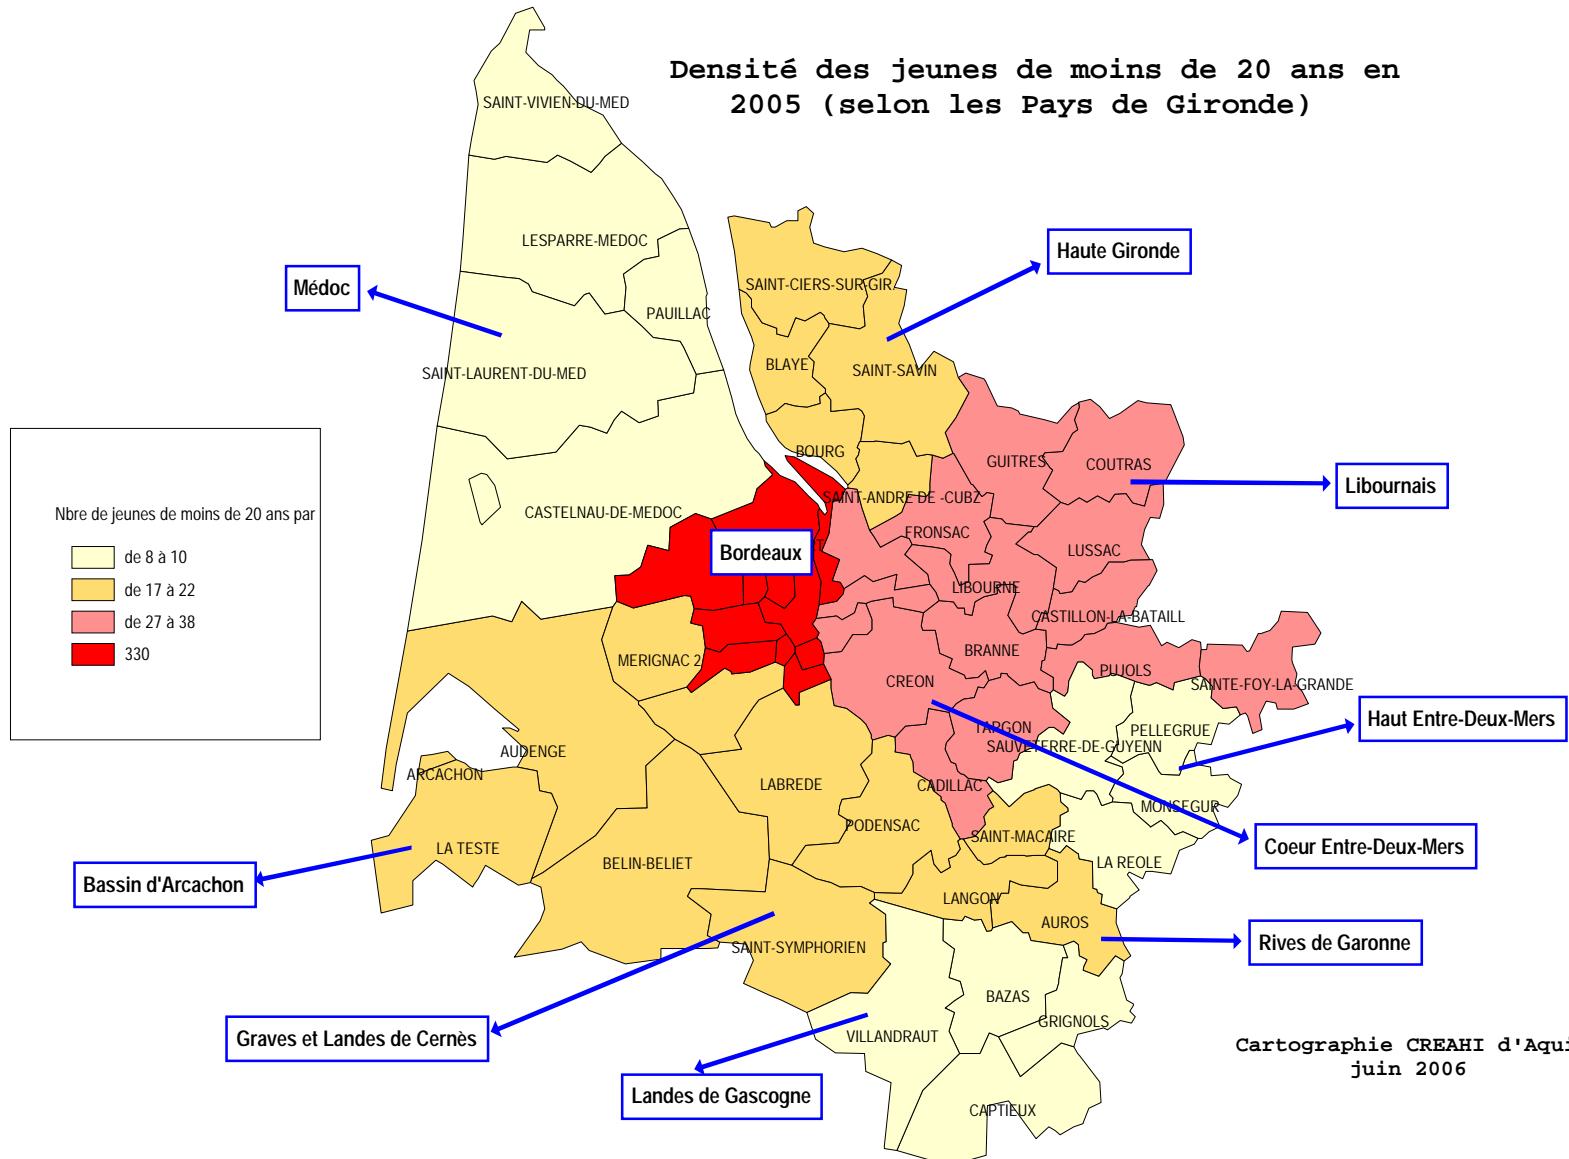 Densité des jeunes de moins de 20 ans en
2005 (selon les Pays de Gironde)
SAINT-VIVIEN-DU-MED
LESPARRE-MEDOC
Haute Gironde
Médoc
SAINT-CIERS-SUR-GIR
PAUILLAC
BLAYE
SAINT-SAVIN
SAINT-LAURENT-DU-MED
BOURG
GUITRES
COUTRAS
Libournais
SAINT-ANDRE DE -CUBZ
CASTELNAU-DE-MEDOC
FRONSAC
Bordeaux
LUSSAC
LIBOURNE
CASTILLON-LA-BATAILL
Nbre de jeunes de moins de 20 ans par
de 8 à 10
de 17 à 22
de 27 à 38
330
MERIGNAC 2
BRANNE
PUJOLS
CREON
SAINTE-FOY-LA-GRANDE
Haut Entre-Deux-Mers
TARGON
PELLEGRUE
SAUVETERRE-DE-GUYENN
AUDENGE
ARCACHON
LABREDE
CADILLAC
MONSEGUR
PODENSAC
SAINT-MACAIRE
Coeur Entre-Deux-Mers
LA TESTE
BELIN-BELIET
LA REOLE
Bassin d'Arcachon
LANGON
AUROS
Rives de Garonne
SAINT-SYMPHORIEN
BAZAS
GRIGNOLS
Graves et Landes de Cernès
VILLANDRAUT
Cartographie CREAHI d'Aqui
juin 2006
Landes de Gascogne
CAPTIEUX